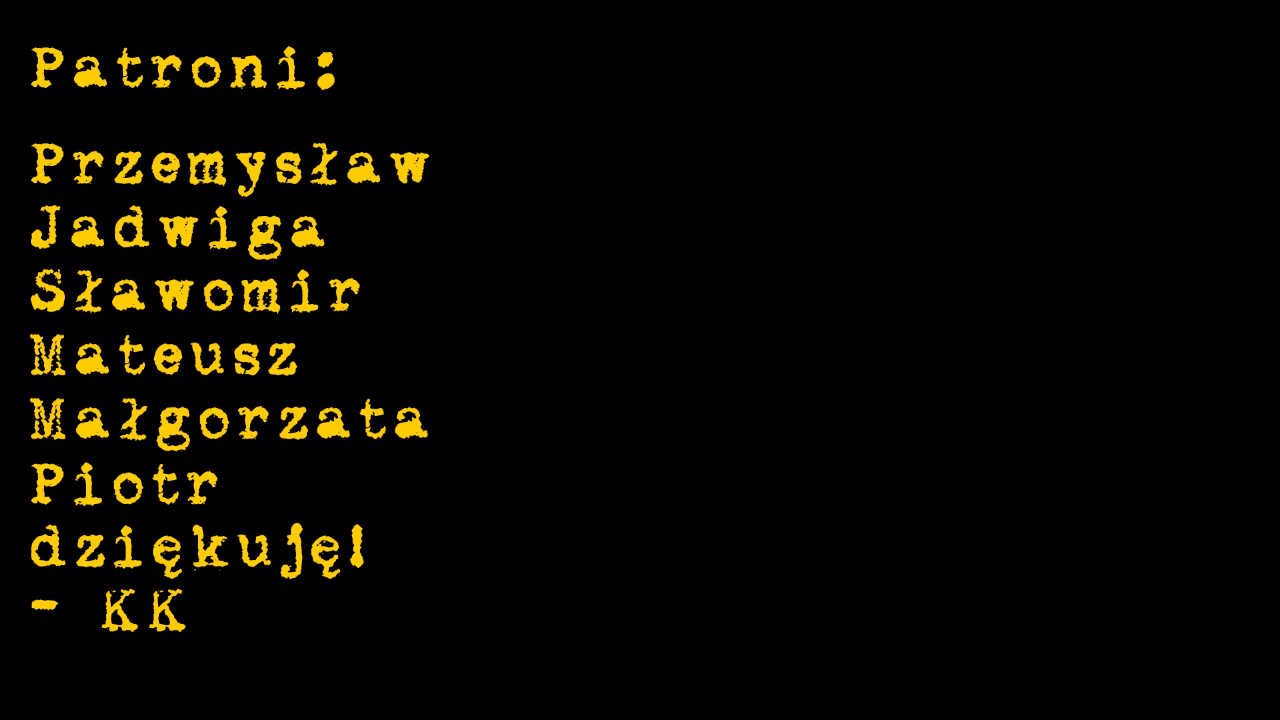 Patroni:
Przemysław
Jadwiga
Sławomir
Mateusz
Małgorzata
Piotr
dziękuję!
- KK